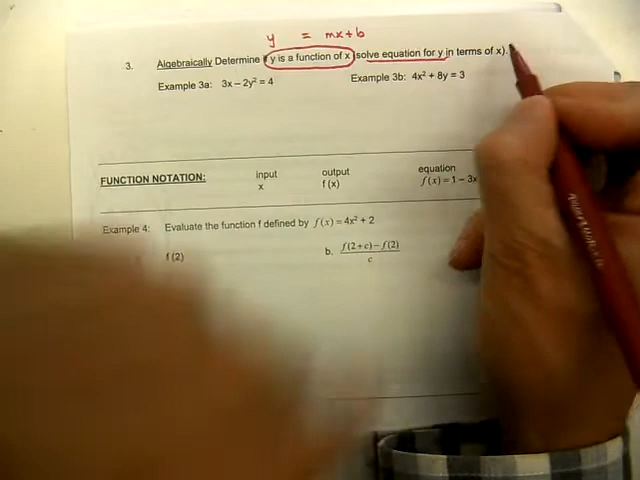 y = mx+b
3. Algebraically Determine if y is a function of x (solve equation for y in terms of x).
Example 3a: 3x – 2y² = 4 Example 3b: 4x² + 8y = 3
FUNCTION NOTATION: input output equation
x f (x) f(x) = 1 – 3x
Example 4: Evaluate the function f defined by f(x) = 4x² + 2
f (2) b. f(2+c) – f(2)
c